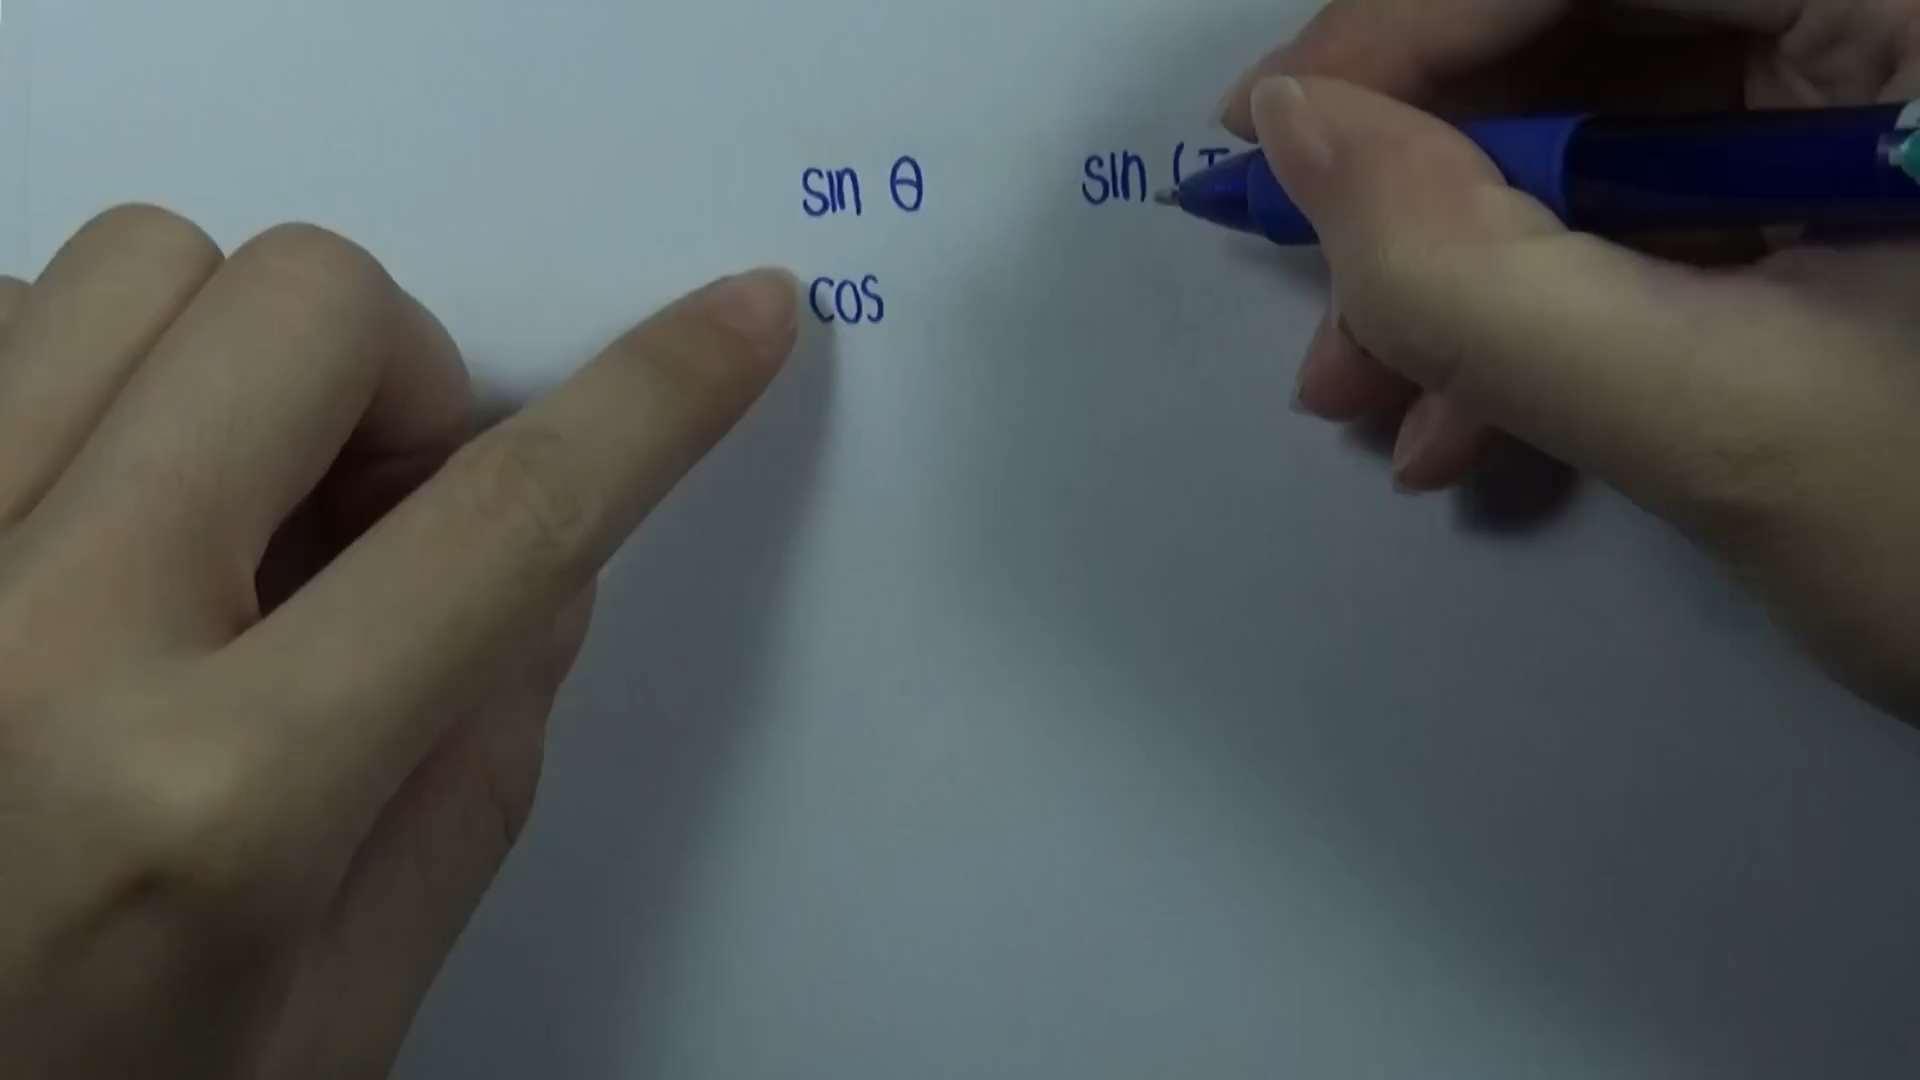 sin θ sin (
cos